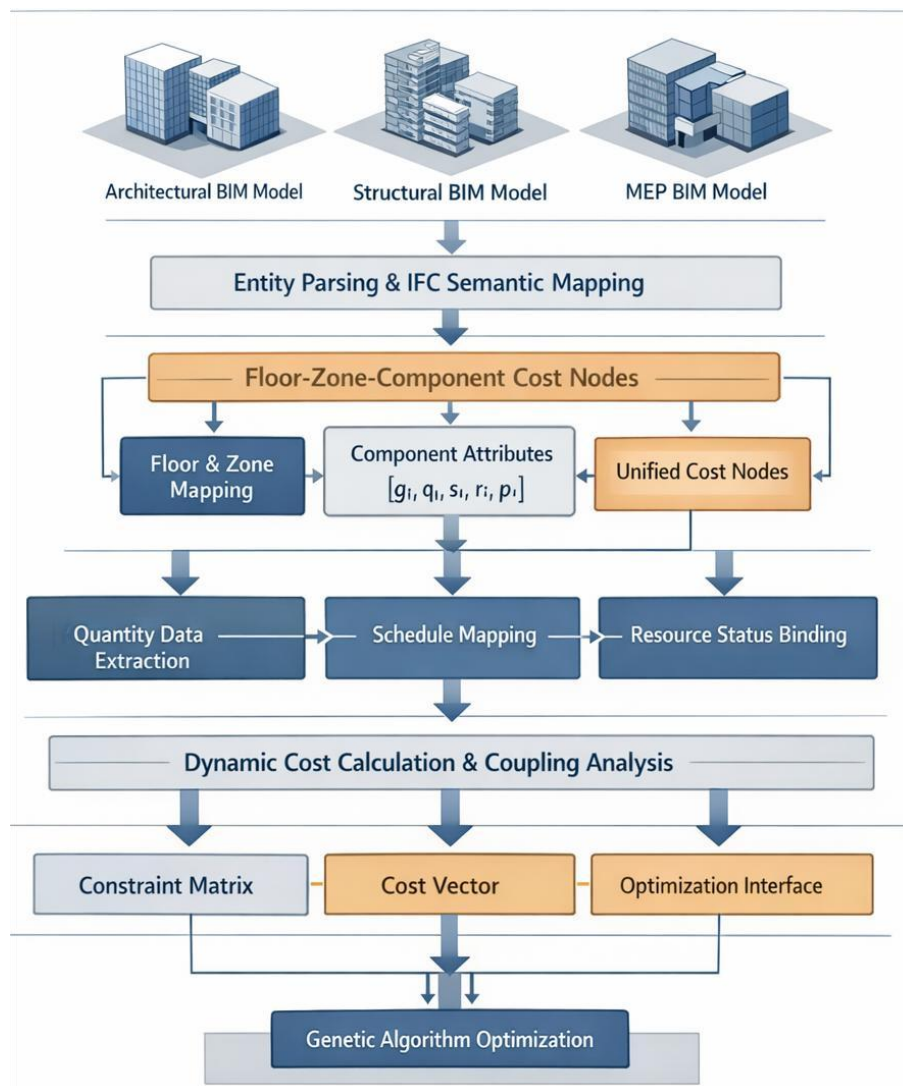 Architectural BIM Model
Structural BIM Model
MEP BIM Model
Entity Parsing & IFC Semantic Mapping
Floor-Zone-Component Cost Nodes
Floor & Zone
Mapping
Component Attributes
[gᵢ, qᵢ, sᵢ, rᵢ, pᵢ]
Unified Cost Nodes
Quantity Data
Extraction
Schedule Mapping
Resource Status Binding
Dynamic Cost Calculation & Coupling Analysis
Constraint Matrix
Cost Vector
Optimization Interface
Genetic Algorithm Optimization